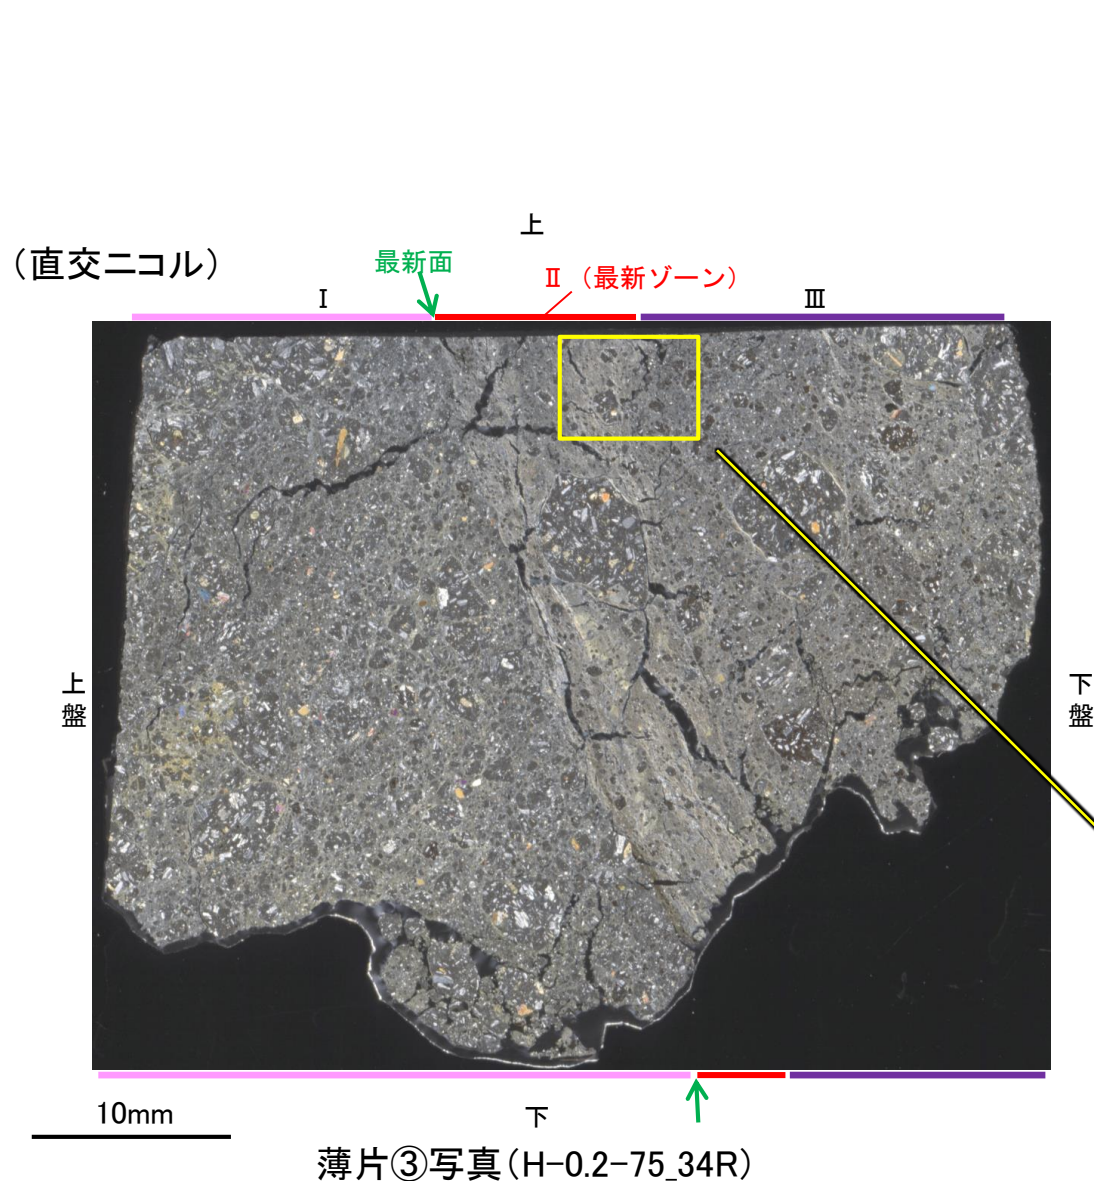 上
(直交ニコル)
最新面
Ⅱ (最新ゾーン)
Ⅰ
Ⅲ
上盤
下盤
10mm
下
薄片③写真(H-0.2-75_34R)